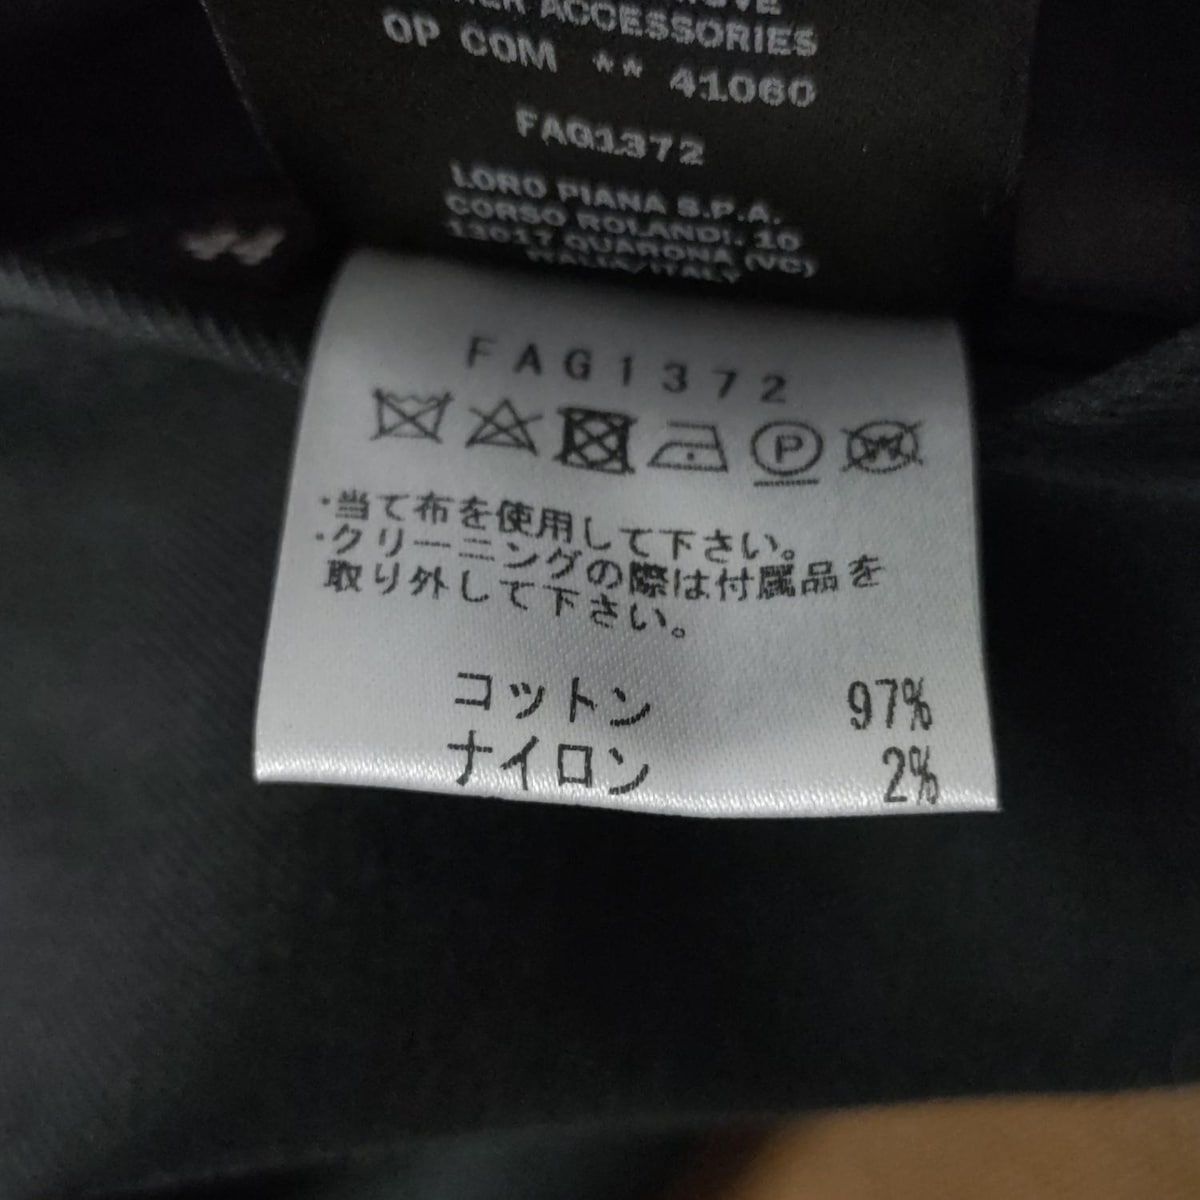 ACCESSORIES
OP COM ** 41060
FAG1372
LORO PIANA S.P.A.
CORSO ROLANDI, 10
13017 QUARONA (VC)
ITALIA/ITALY
FAG1372
P
W
・当て布を使用して下さい。
・クリーニングの際は付属品を
取り外して下さい。
コットン 97%
ナイロン 2%